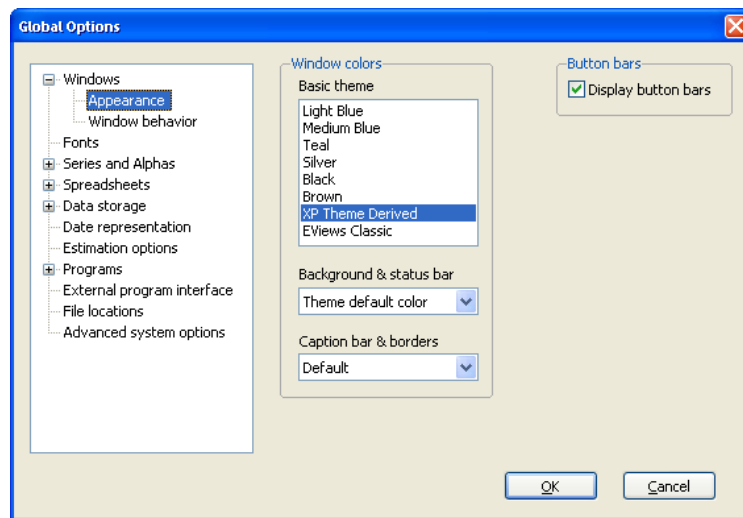 Global Options
Windows
Appearance
Window behavior
Fonts
Series and Alphas
Spreadsheets
Data storage
Date representation
Estimation options
Programs
External program interface
File locations
Advanced system options
Window colors
Basic theme
Light Blue
Medium Blue
Teal
Silver
Black
Brown
XP Theme Derived
EViews Classic
Background & status bar
Theme default color
Caption bar & borders
Default
Button bars
Display button bars
OK
Cancel